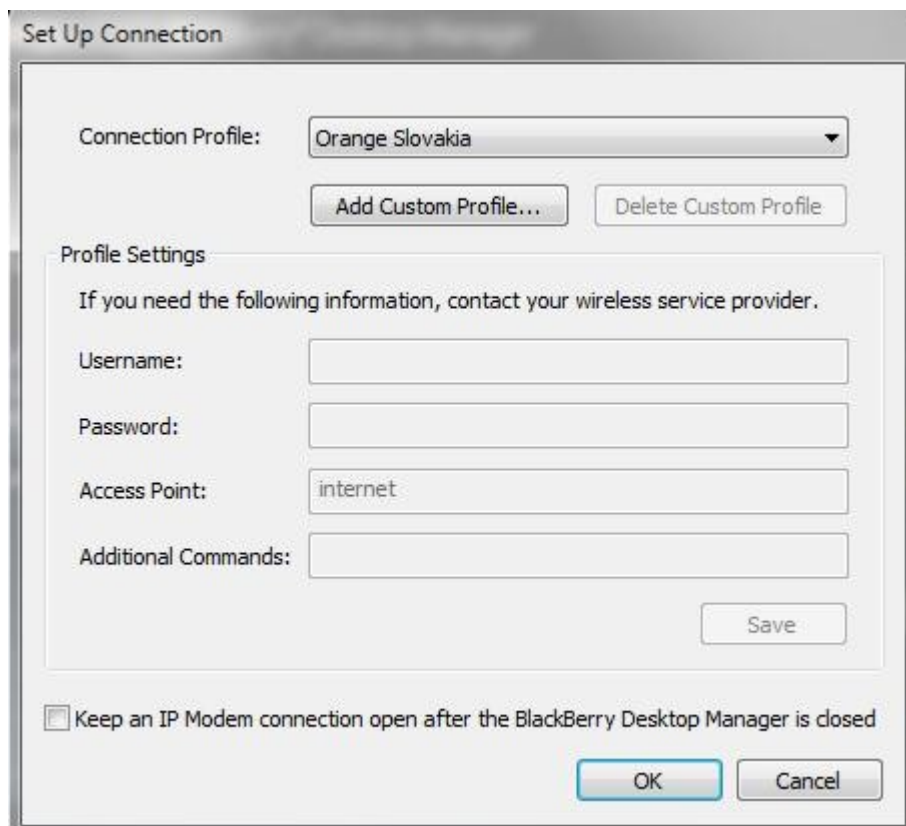 Set Up Connection
Connection Profile: Orange Slovakia
Add Custom Profile... Delete Custom Profile
Profile Settings
If you need the following information, contact your wireless service provider.
Username:
Password:
Access Point: internet
Additional Commands:
Save
Keep an IP Modem connection open after the BlackBerry Desktop Manager is closed
OK Cancel